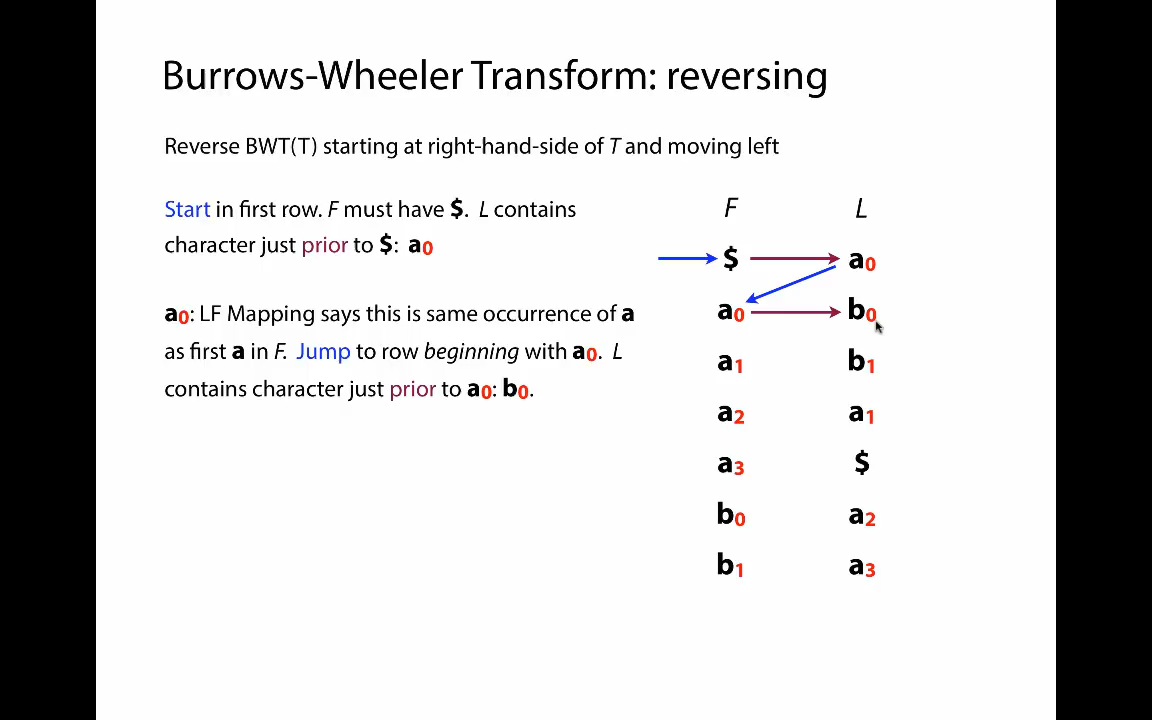 Burrows-Wheeler Transform: reversing
Reverse BWT(T) starting at right-hand-side of T and moving left
Start in first row. F must have $. L contains
character just prior to $: a0
a0: LF Mapping says this is same occurrence of a
as first a in F. Jump to row beginning with a0. L
contains character just prior to a0: b0.
F L
$ a0
a0 b0
a1 b1
a2 a1
a3 $
b0 a2
b1 a3